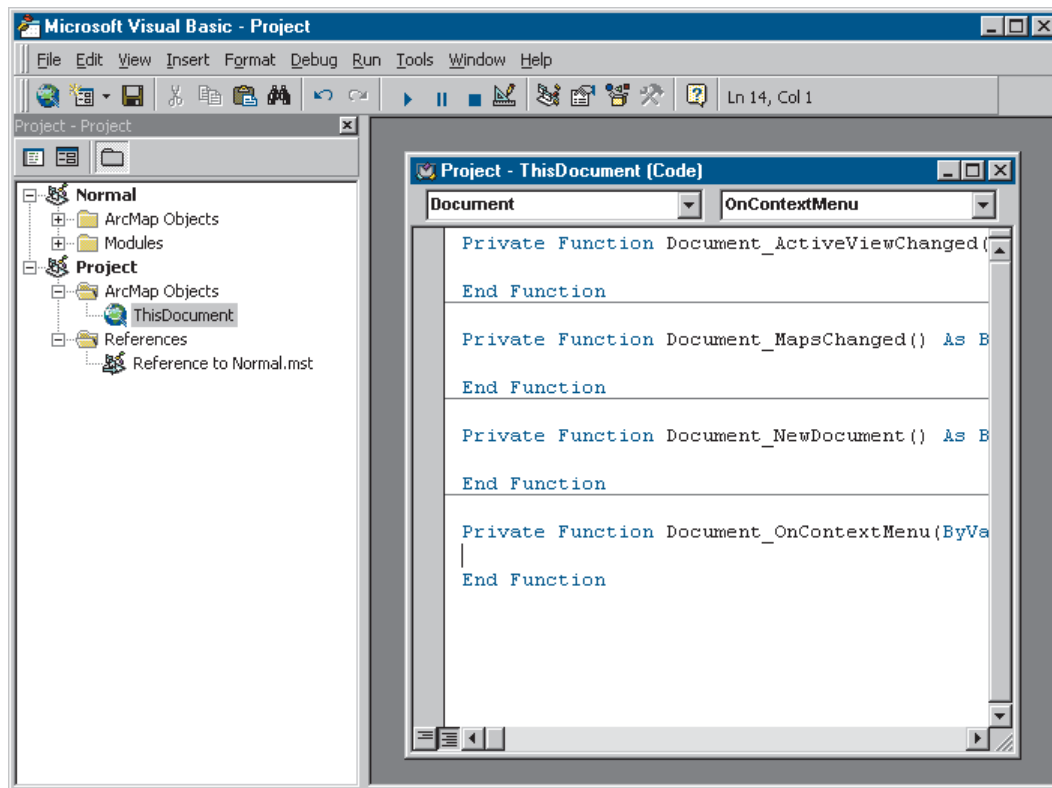 Microsoft Visual Basic - Project
File Edit View Insert Format Debug Run Tools Window Help
Ln 14, Col 1
Project - Project
Normal
ArcMap Objects
Modules
Project
ArcMap Objects
ThisDocument
References
Reference to Normal.mst
Project - ThisDocument (Code)
Document OnContextMenu
Private Function Document_ActiveViewChanged(
End Function
Private Function Document_MapsChanged() As B
End Function
Private Function Document_NewDocument() As B
End Function
Private Function Document_OnContextMenu(ByVa
End Function